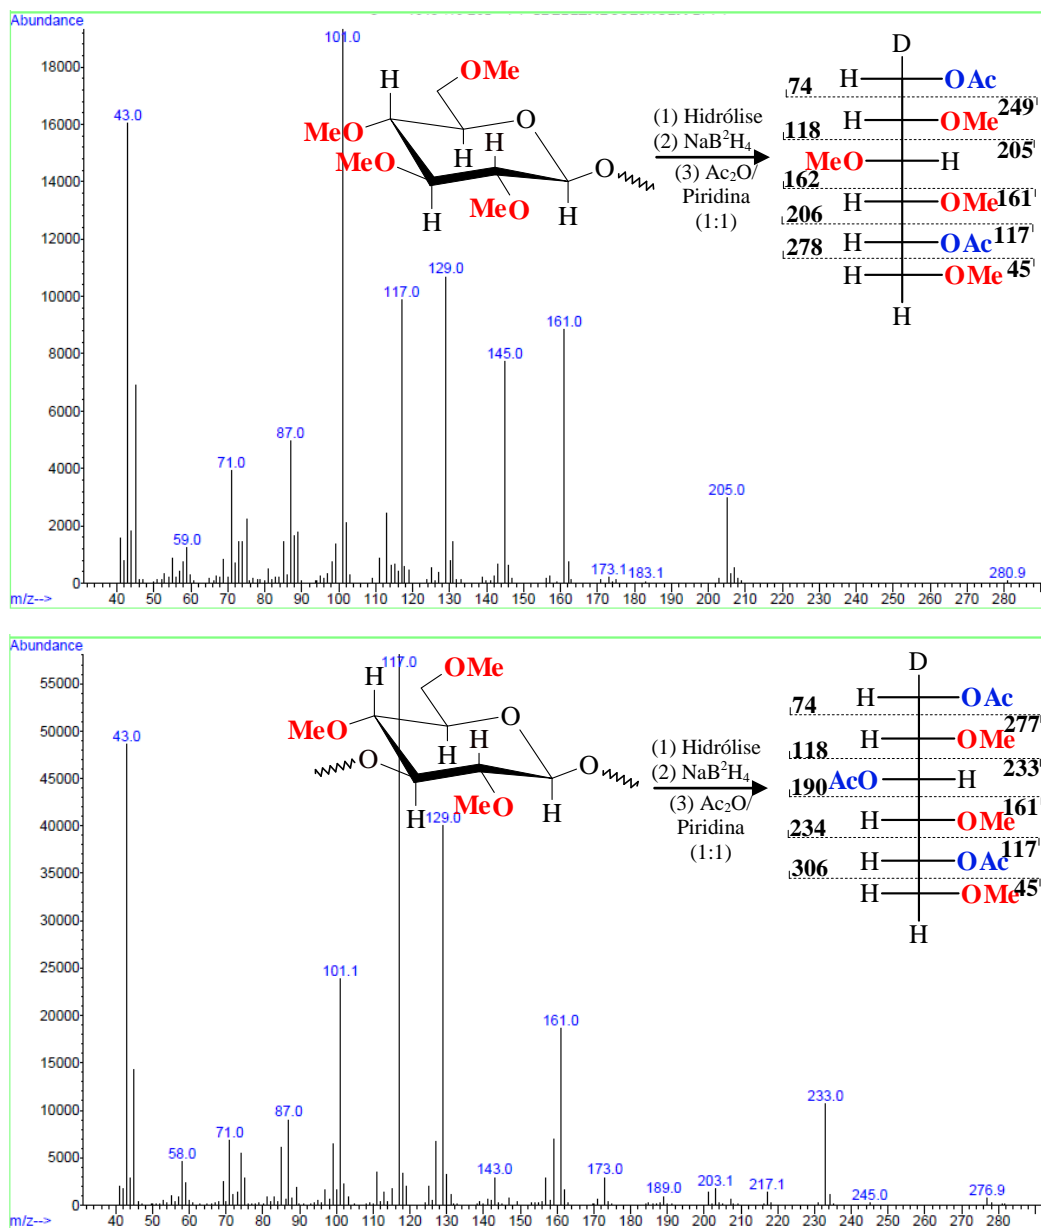 Abundance
18000
16000
14000
12000
10000
8000
6000
4000
2000
0
m/z-->
40 50 60 70 80 90 100 110 120 130 140 150 160 170 180 190 200 210 220 230 240 250 260 270 280
43.0
59.0
71.0
87.0
101.0
117.0
129.0
145.0
161.0
173.1
183.1
205.0
280.9
OMe
H
MeO
O
H
MeO
H
O
MeO
H
H
(1) Hidrólise
(2) NaB²H₄
(3) Ac₂O/
Piridina
(1:1)
D
H OAc
74 249
H OMe
118 205
MeO H
162
H OMe 161
206
H OAc 117
278
H OMe 45
H
Abundance
55000
50000
45000
40000
35000
30000
25000
20000
15000
10000
5000
0
m/z-->
40 50 60 70 80 90 100 110 120 130 140 150 160 170 180 190 200 210 220 230 240 250 260 270 280
43.0
58.0
71.0
87.0
101.1
117.0
129.0
143.0
161.0
173.0
189.0
203.1
217.1
233.0
245.0
276.9
OMe
H
MeO
O
H
H
O
O
MeO
H
H
(1) Hidrólise
(2) NaB²H₄
(3) Ac₂O/
Piridina
(1:1)
D
H OAc
74 277
H OMe
118 233
AcO H
190 161
H OMe
234 117
H OAc
306
H OMe 45
H